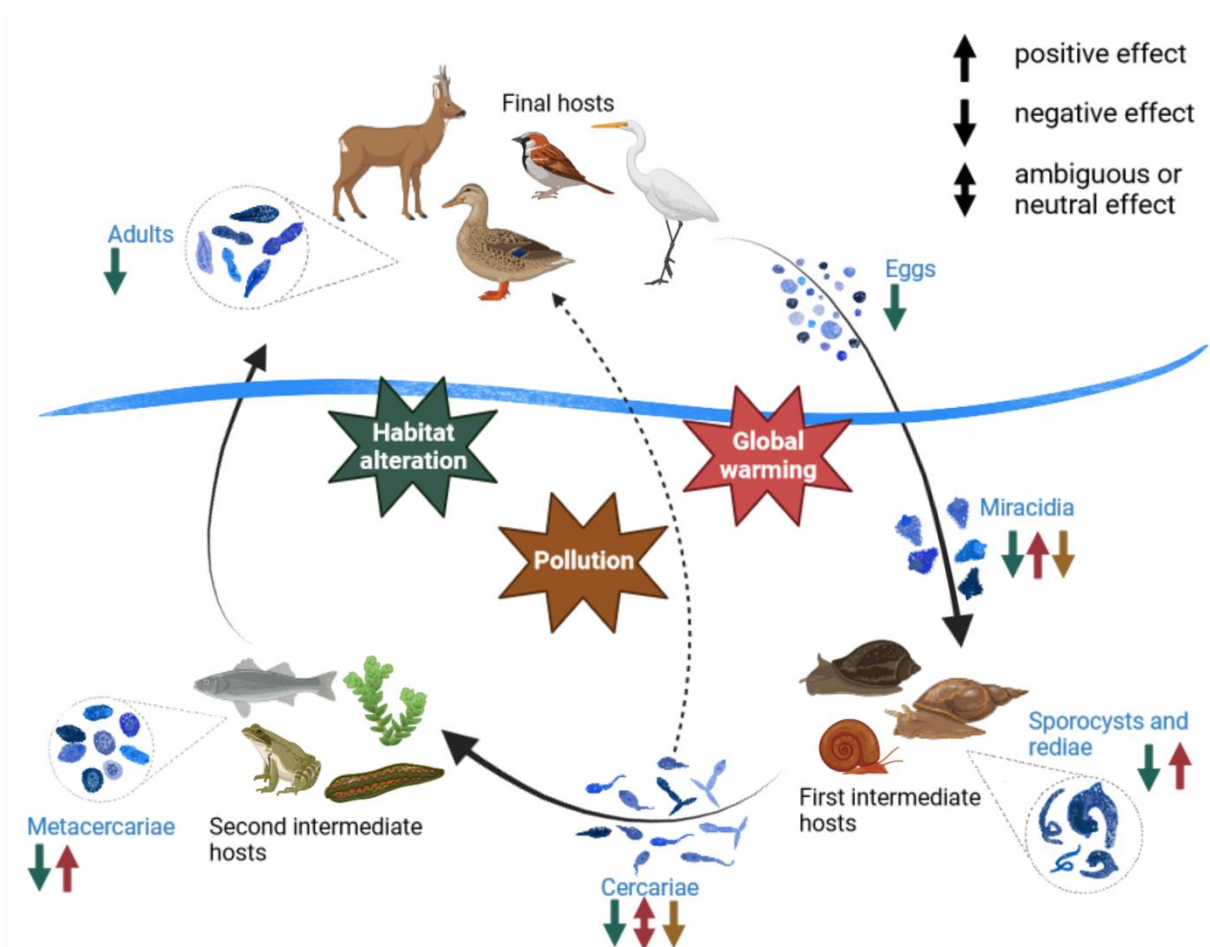 positive effect
negative effect
ambiguous or
neutral effect
Final hosts
Adults
Eggs
Habitat
alteration
Global
warming
Pollution
Miracidia
Sporocysts and
rediae
First intermediate
hosts
Second intermediate
hosts
Metacercariae
Cercariae